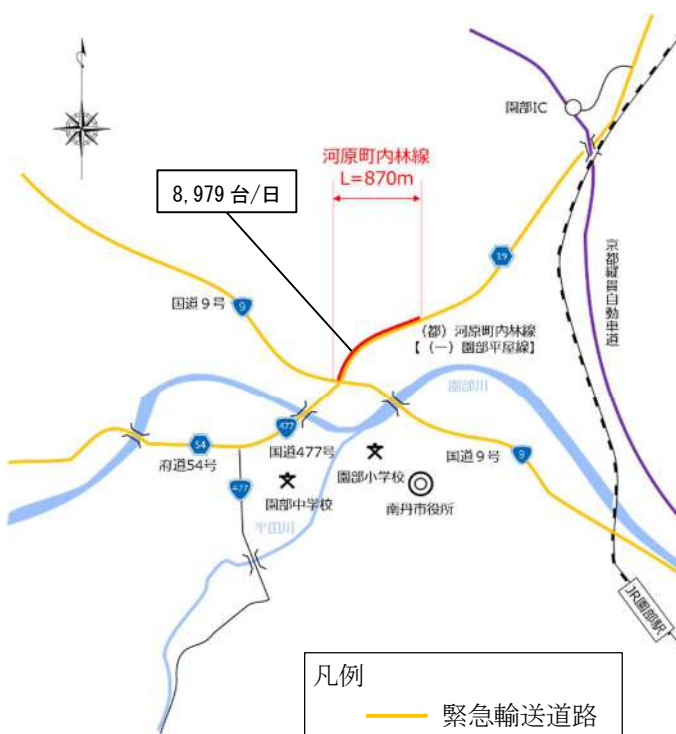 園部IC
河原町内林線
L=870m
8,979 台/日
19
京都縦貫自動車道
国道9号
9
(都) 河原町内林線
【(一) 園部平屋線】
園部川
477
54
府道54号
国道477号
477
園部小学校
国道9号
9
園部中学校
南丹市役所
半田川
JR園部駅
凡例
緊急輸送道路